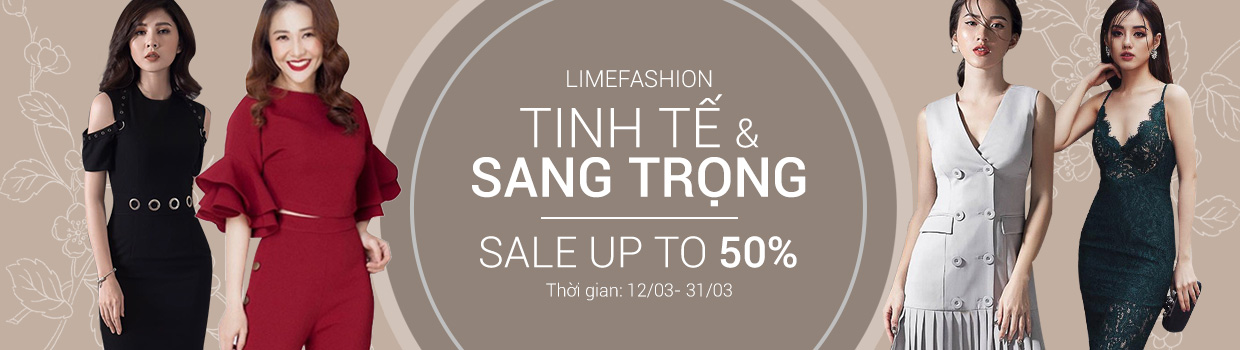 LIMEFASHION
TINH TẾ &
SANG TRỌNG
SALE UP TO 50%
Thời gian: 12/03- 31/03